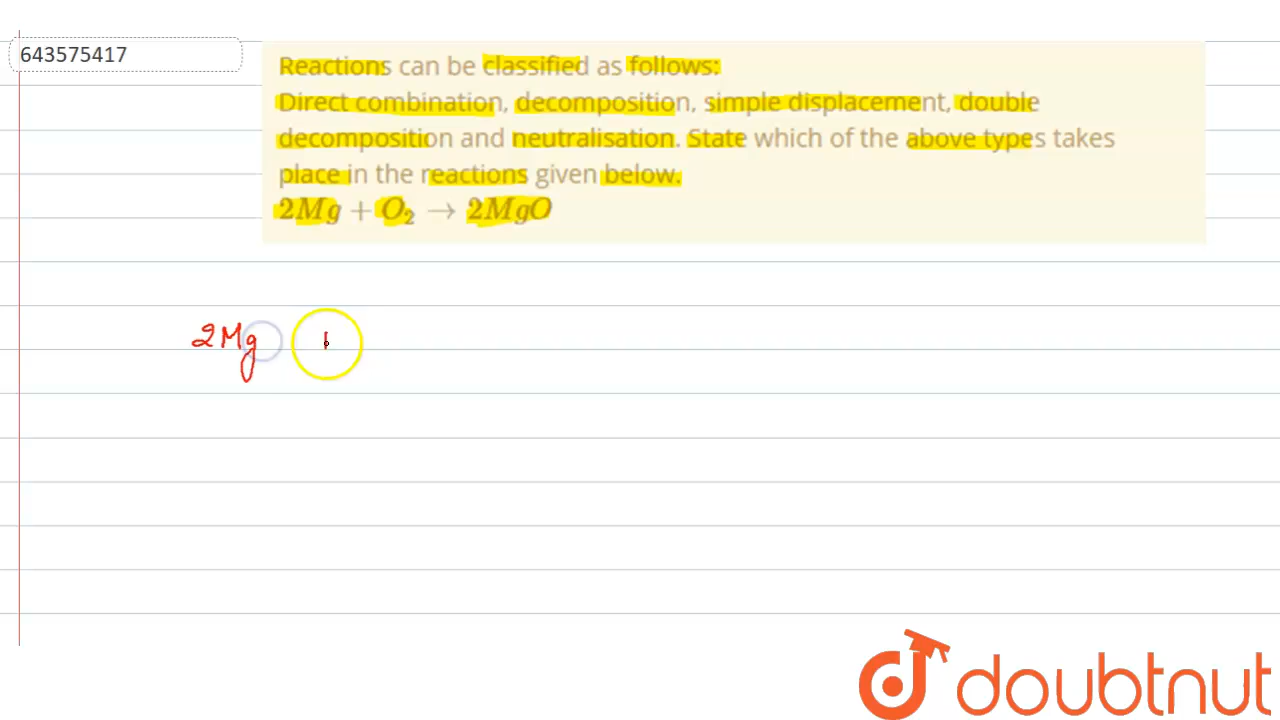 643575417
Reactions can be classified as follows:
Direct combination, decomposition, simple displacement, double
decomposition and neutralisation. State which of the above types takes
place in the reactions given below.
2Mg + O₂ → 2MgO
2Mg
doubtnut